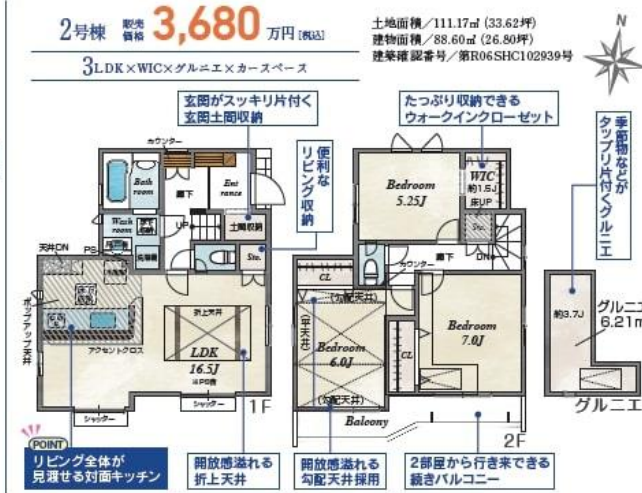 2号棟 販売価格 3,680 万円 [税込]
3LDK×WIC×グルニエ×カースペース
土地面積／111.17㎡ (33.62坪)
建物面積／88.60㎡ (26.80坪)
建築確認番号／第R06SHC102939号
N
玄関がスッキリ片付く
玄関土間収納
便利な
リビング収納
たっぷり収納できる
ウォークインクローゼット
季節物などが
タップリ片付くグルニエ
カウンター
Bath room
廊下
Ent rance
Wash room
UP
土間収納
Sto.
PS
洗濯機
天井DN
ポップアップ天井
折上天井
アクセントクロス
LDK
16.5J
シャッター
シャッター
1F
Bedroom
5.25J
WIC
約1.5J
床UP
Sto.
カウンター
廊下
DN
CL
(勾配天井)
(平天井)
Bedroom
6.0J
CL
Bedroom
7.0J
(勾配天井)
Balcony
2F
約3.7J
グルニエ
6.21㎡
グルニエ
POINT
リビング全体が
見渡せる対面キッチン
開放感溢れる
折上天井
開放感溢れる
勾配天井採用
2部屋から行き来できる
続きバルコニー